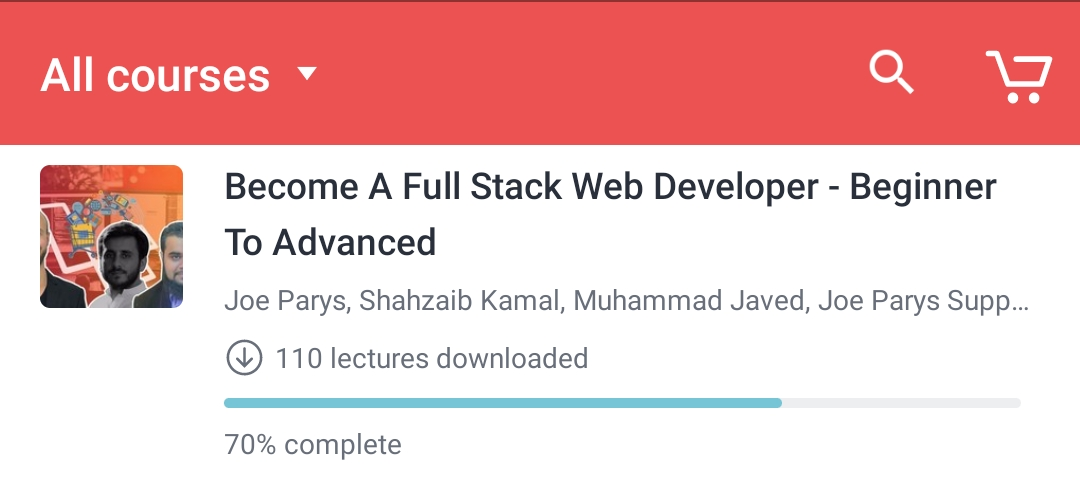 All courses
Become A Full Stack Web Developer - Beginner
To Advanced
Joe Parys, Shahzaib Kamal, Muhammad Javed, Joe Parys Supp...
110 lectures downloaded
70% complete